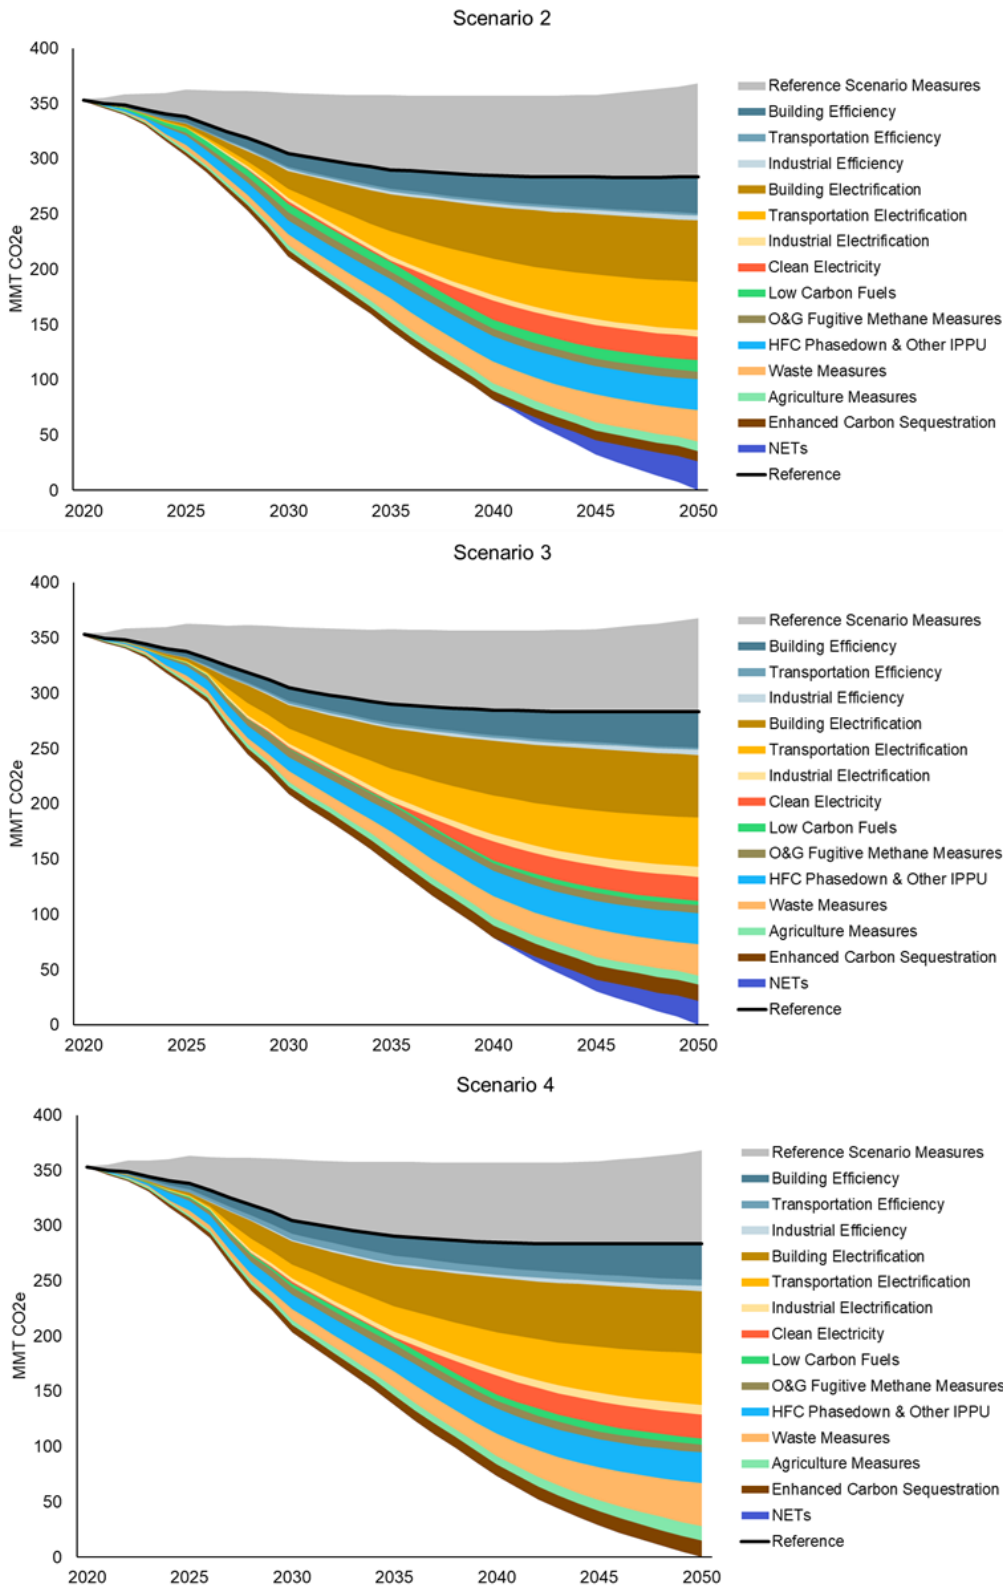 Scenario 2
400
350
300
250
200
150
100
50
0
MMT CO2e
2020 2025 2030 2035 2040 2045 2050
Reference Scenario Measures
Building Efficiency
Transportation Efficiency
Industrial Efficiency
Building Electrification
Transportation Electrification
Industrial Electrification
Clean Electricity
Low Carbon Fuels
O&G Fugitive Methane Measures
HFC Phasedown & Other IPPU
Waste Measures
Agriculture Measures
Enhanced Carbon Sequestration
NETs
Reference
Scenario 3
400
350
300
250
200
150
100
50
0
MMT CO2e
2020 2025 2030 2035 2040 2045 2050
Reference Scenario Measures
Building Efficiency
Transportation Efficiency
Industrial Efficiency
Building Electrification
Transportation Electrification
Industrial Electrification
Clean Electricity
Low Carbon Fuels
O&G Fugitive Methane Measures
HFC Phasedown & Other IPPU
Waste Measures
Agriculture Measures
Enhanced Carbon Sequestration
NETs
Reference
Scenario 4
400
350
300
250
200
150
100
50
0
MMT CO2e
2020 2025 2030 2035 2040 2045 2050
Reference Scenario Measures
Building Efficiency
Transportation Efficiency
Industrial Efficiency
Building Electrification
Transportation Electrification
Industrial Electrification
Clean Electricity
Low Carbon Fuels
O&G Fugitive Methane Measures
HFC Phasedown & Other IPPU
Waste Measures
Agriculture Measures
Enhanced Carbon Sequestration
NETs
Reference